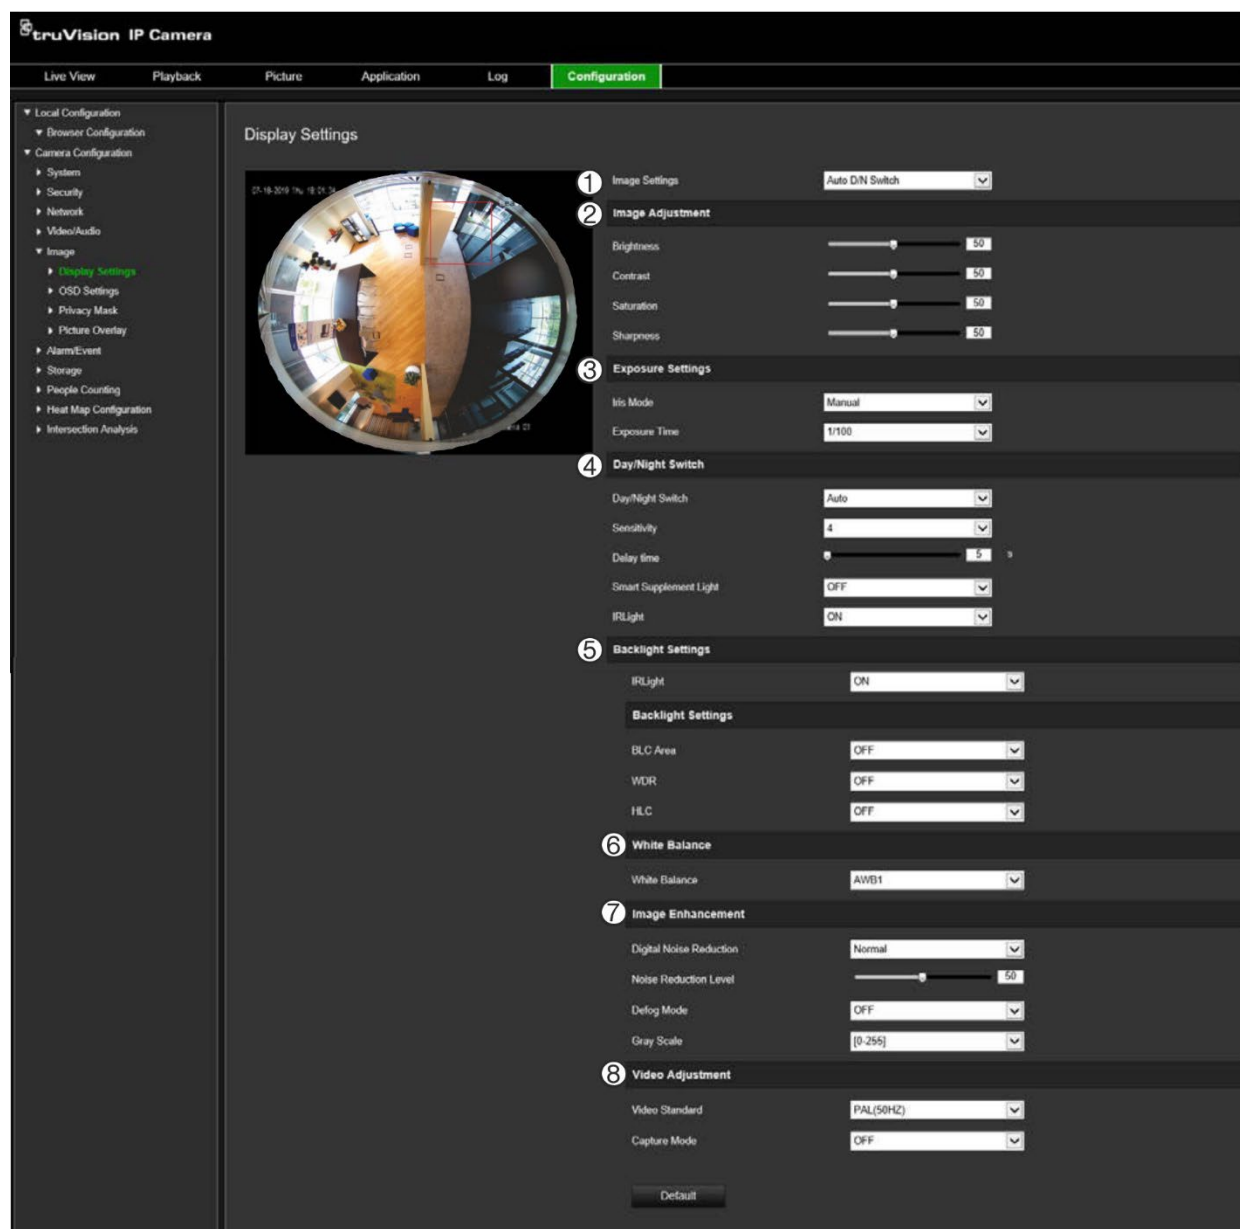 truVision IP Camera
Live View Playback Picture Application Log Configuration
Local Configuration
Browser Configuration
Camera Configuration
System
Security
Network
Video/Audio
Image
Display Settings
OSD Settings
Privacy Mask
Picture Overlay
Alarm/Event
Storage
People Counting
Heat Map Configuration
Intersection Analysis
Display Settings
1 Image Settings Auto D/N Switch
2 Image Adjustment
Brightness 50
Contrast 50
Saturation 50
Sharpness 50
3 Exposure Settings
Iris Mode Manual
Exposure Time 1/100
4 Day/Night Switch
Day/Night Switch Auto
Sensitivity 4
Delay time 5 s
Smart Supplement Light OFF
IRLight ON
5 Backlight Settings
IRLight ON
Backlight Settings
BLC Area OFF
WDR OFF
HLC OFF
6 White Balance
White Balance AWB1
7 Image Enhancement
Digital Noise Reduction Normal
Noise Reduction Level 50
Defog Mode OFF
Gray Scale [0-255]
8 Video Adjustment
Video Standard PAL(50HZ)
Capture Mode OFF
Default